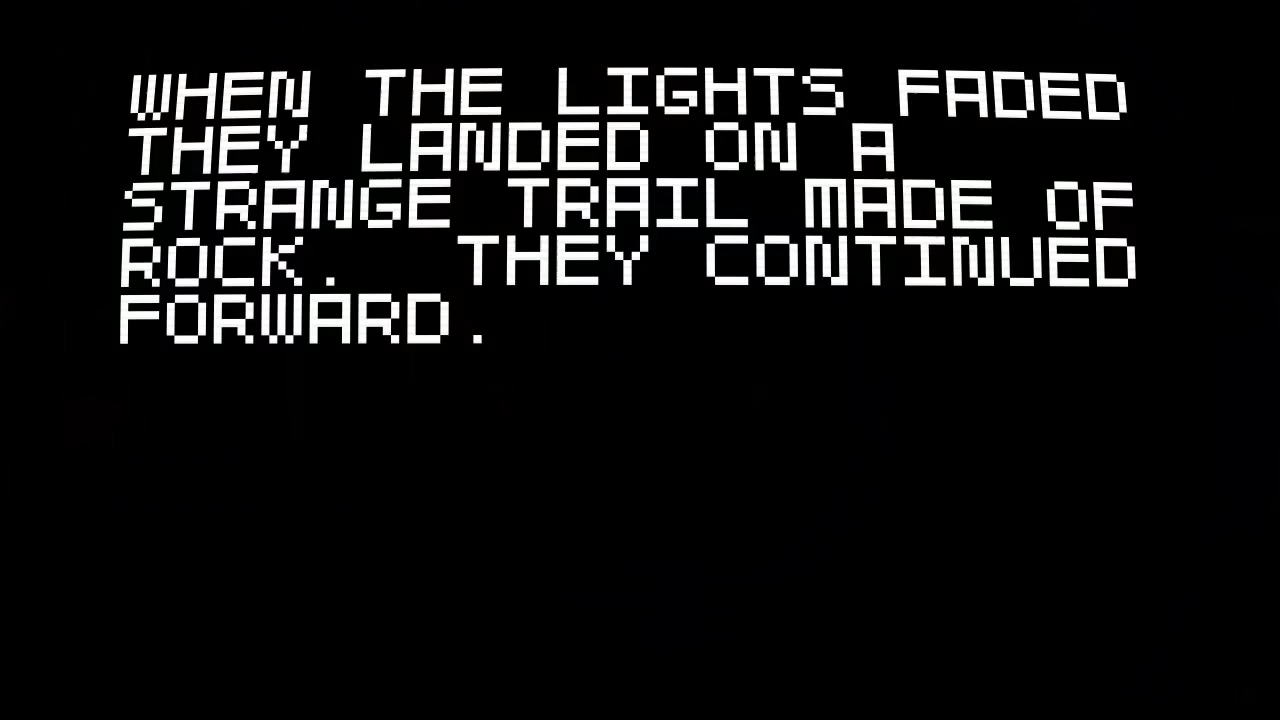 WHEN THE LIGHTS FADED
THEY LANDED ON A
STRANGE TRAIL MADE OF
ROCK.  THEY CONTINUED
FORWARD.